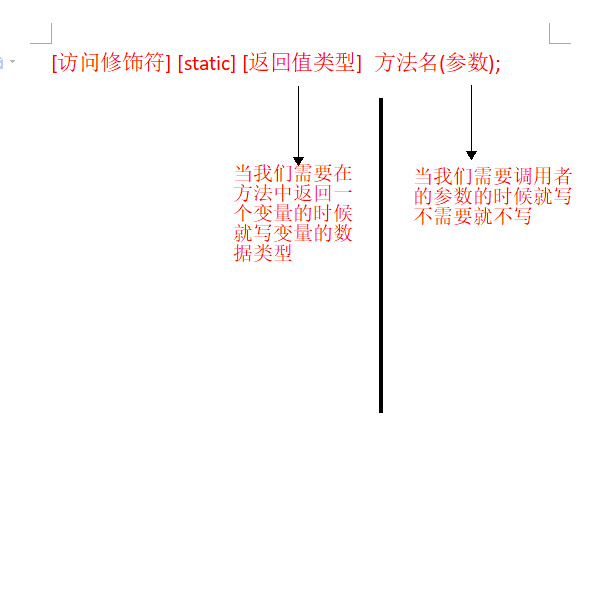 [访问修饰符] [static] [返回值类型] 方法名(参数);
当我们需要在
方法中返回一
个变量的时候
就写变量的数
据类型
当我们需要调用者
的参数的时候就写
不需要就不写